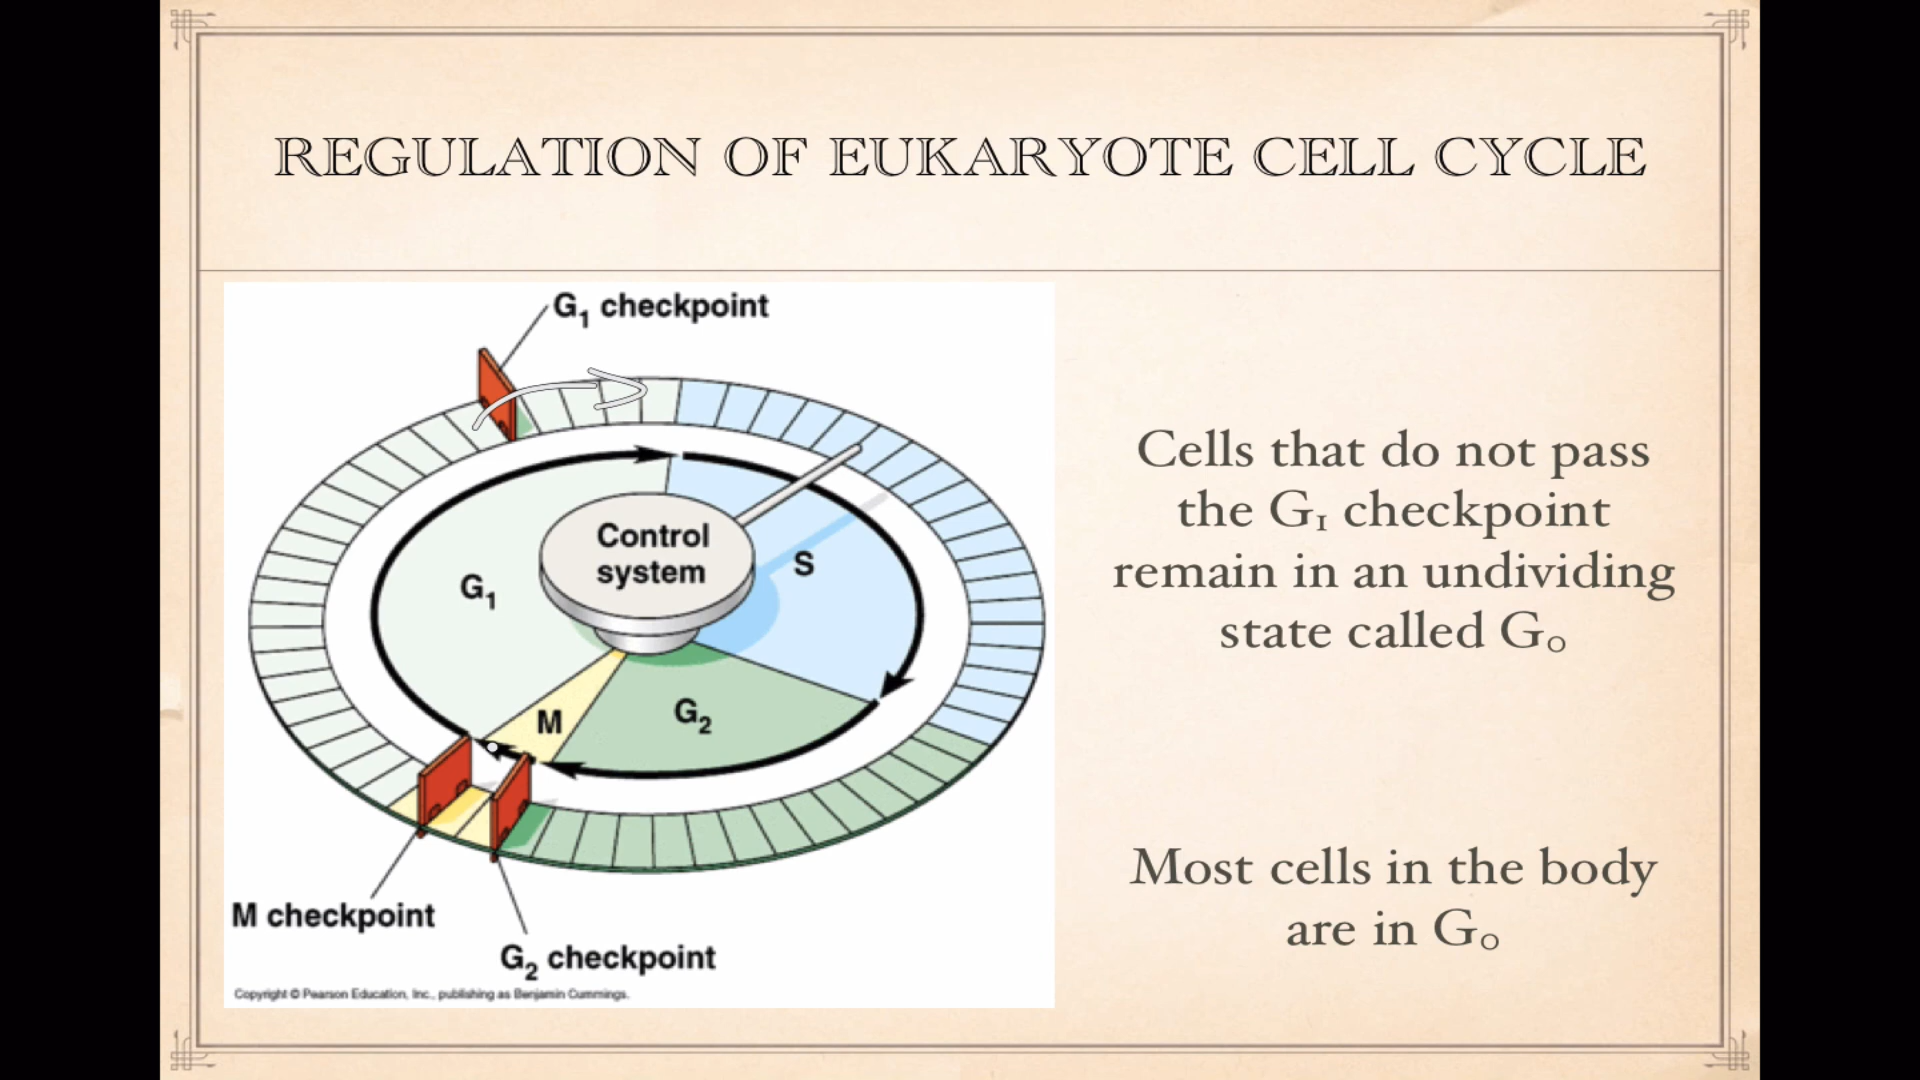 REGULATION OF EUKARYOTE CELL CYCLE
G₁ checkpoint
Control
system
G₁
S
M
G₂
M checkpoint
G₂ checkpoint
Copyright © Pearson Education, Inc., publishing as Benjamin Cummings.
Cells that do not pass
the G₁ checkpoint
remain in an undividing
state called G₀
Most cells in the body
are in G₀